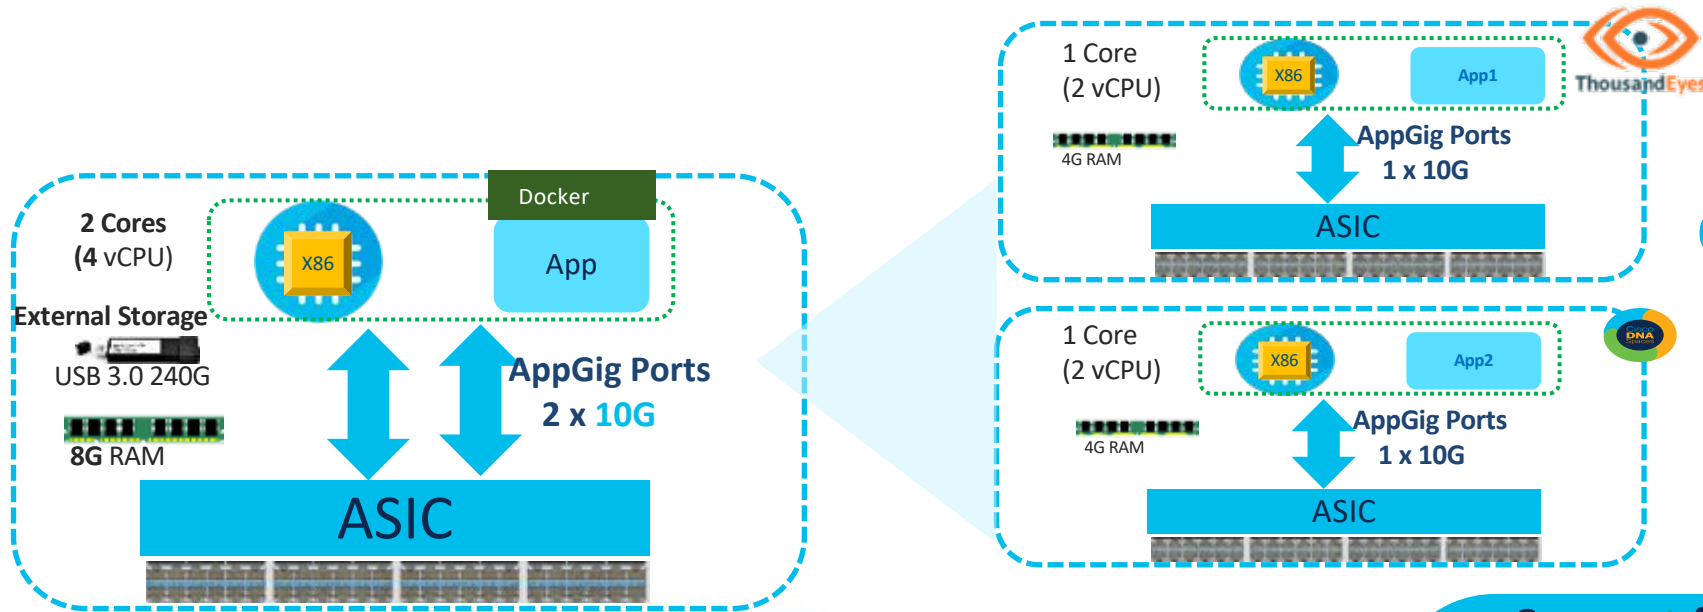 Docker
2 Cores
(4 vCPU)
X86
App
External Storage
USB 3.0 240G
8G RAM
AppGig Ports
2 x 10G
ASIC
1 Core
(2 vCPU)
X86
App1
ThousandEyes
4G RAM
AppGig Ports
1 x 10G
ASIC
1 Core
(2 vCPU)
X86
App2
Cisco
DNA
Spaces
4G RAM
AppGig Ports
1 x 10G
ASIC